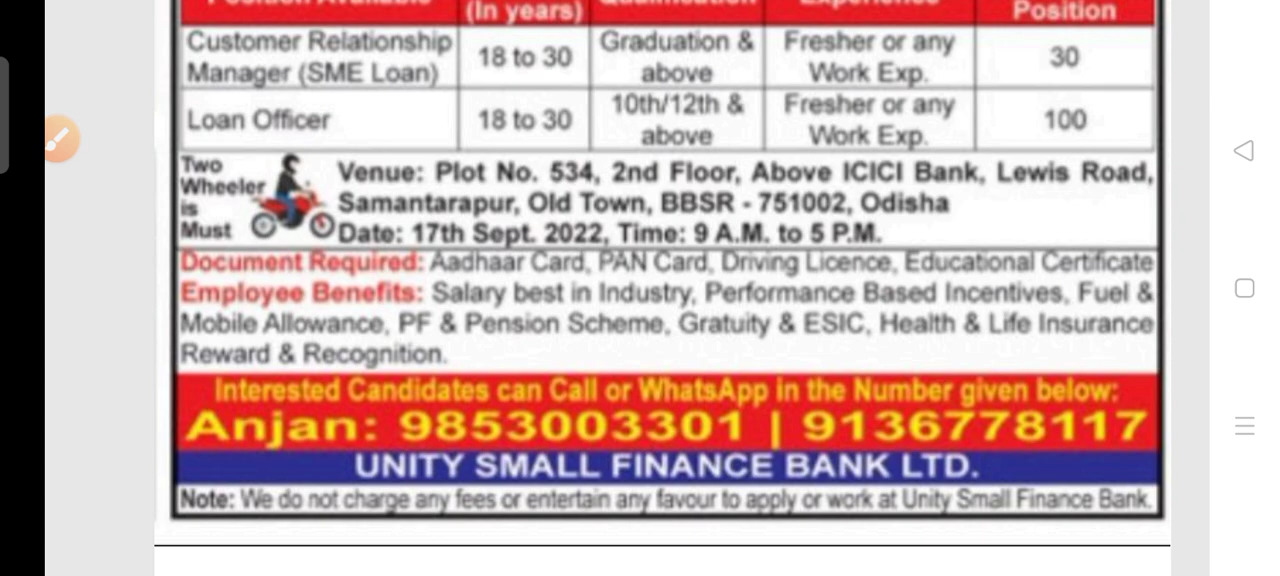 Position Available
(In years)
Qualification
Experience
Position
Customer Relationship
Manager (SME Loan)
18 to 30
Graduation &
above
Fresher or any
Work Exp.
30
Loan Officer
18 to 30
10th/12th &
above
Fresher or any
Work Exp.
100
Two
Wheeler
is
Must
Venue: Plot No. 534, 2nd Floor, Above ICICI Bank, Lewis Road,
Samantarapur, Old Town, BBSR - 751002, Odisha
Date: 17th Sept. 2022, Time: 9 A.M. to 5 P.M.
Document Required: Aadhaar Card, PAN Card, Driving Licence, Educational Certificate
Employee Benefits: Salary best in Industry, Performance Based Incentives, Fuel &
Mobile Allowance, PF & Pension Scheme, Gratuity & ESIC, Health & Life Insurance
Reward & Recognition.
Interested Candidates can Call or WhatsApp in the Number given below:
Anjan: 9853003301 | 9136778117
UNITY SMALL FINANCE BANK LTD.
Note: We do not charge any fees or entertain any favour to apply or work at Unity Small Finance Bank.